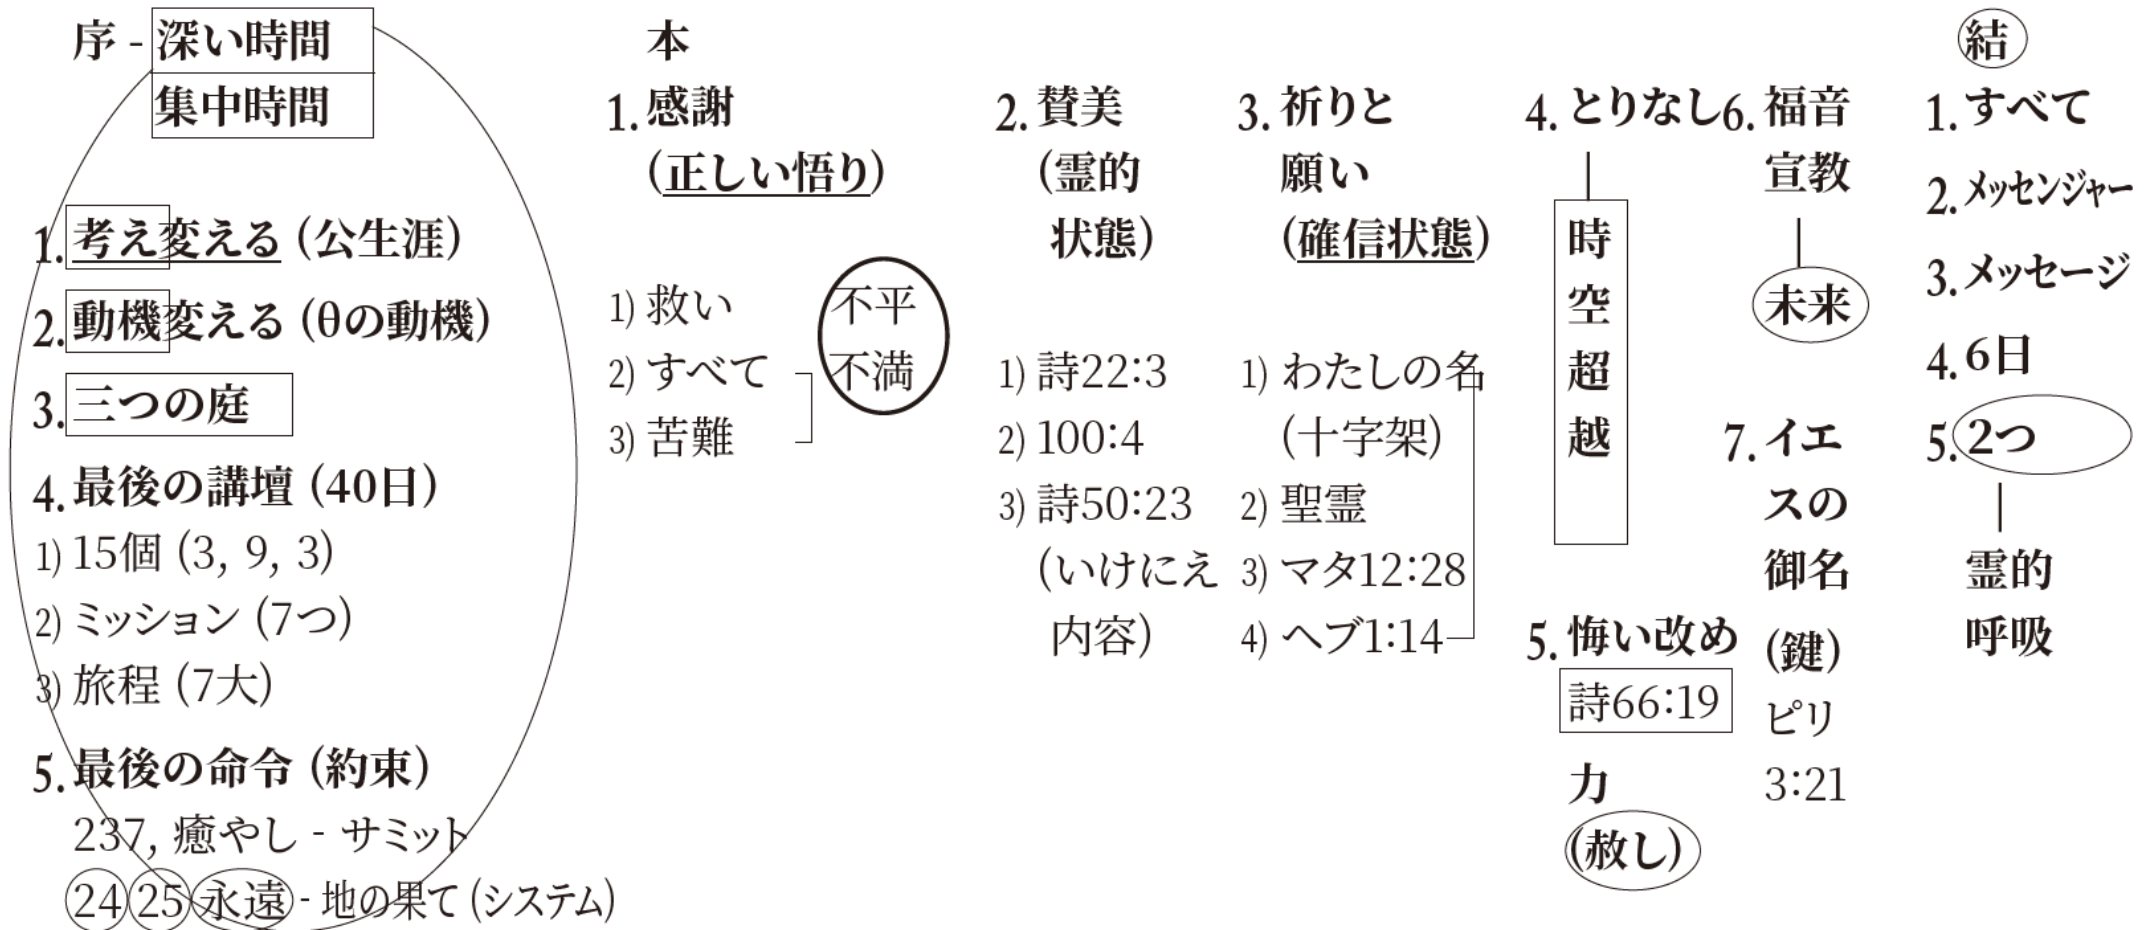 序 - 深い時間
集中時間
1. 考え変える (公生涯)
2. 動機変える (θの動機)
3. 三つの庭
4. 最後の講壇 (40日)
1) 15個 (3, 9, 3)
2) ミッション (7つ)
3) 旅程 (7大)
5. 最後の命令 (約束)
237, 癒やし - サミット
24 25 永遠 - 地の果て (システム)
本
1. 感謝
(正しい悟り)
1) 救い
2) すべて
3) 苦難
不平
不満
2. 賛美
(霊的
状態)
1) 詩22:3
2) 100:4
3) 詩50:23
(いけにえ
内容)
3. 祈りと
願い
(確信状態)
1) わたしの名
(十字架)
2) 聖霊
3) マタ12:28
4) ヘブ1:14
4. とりなし
時
空
超
越
5. 悔い改め
詩66:19
力
(赦し)
6. 福音
宣教
未来
7. イエ
スの
御名
(鍵)
ピリ
3:21
結
1. すべて
2. メッセンジャー
3. メッセージ
4. 6日
5. 2つ
霊的
呼吸